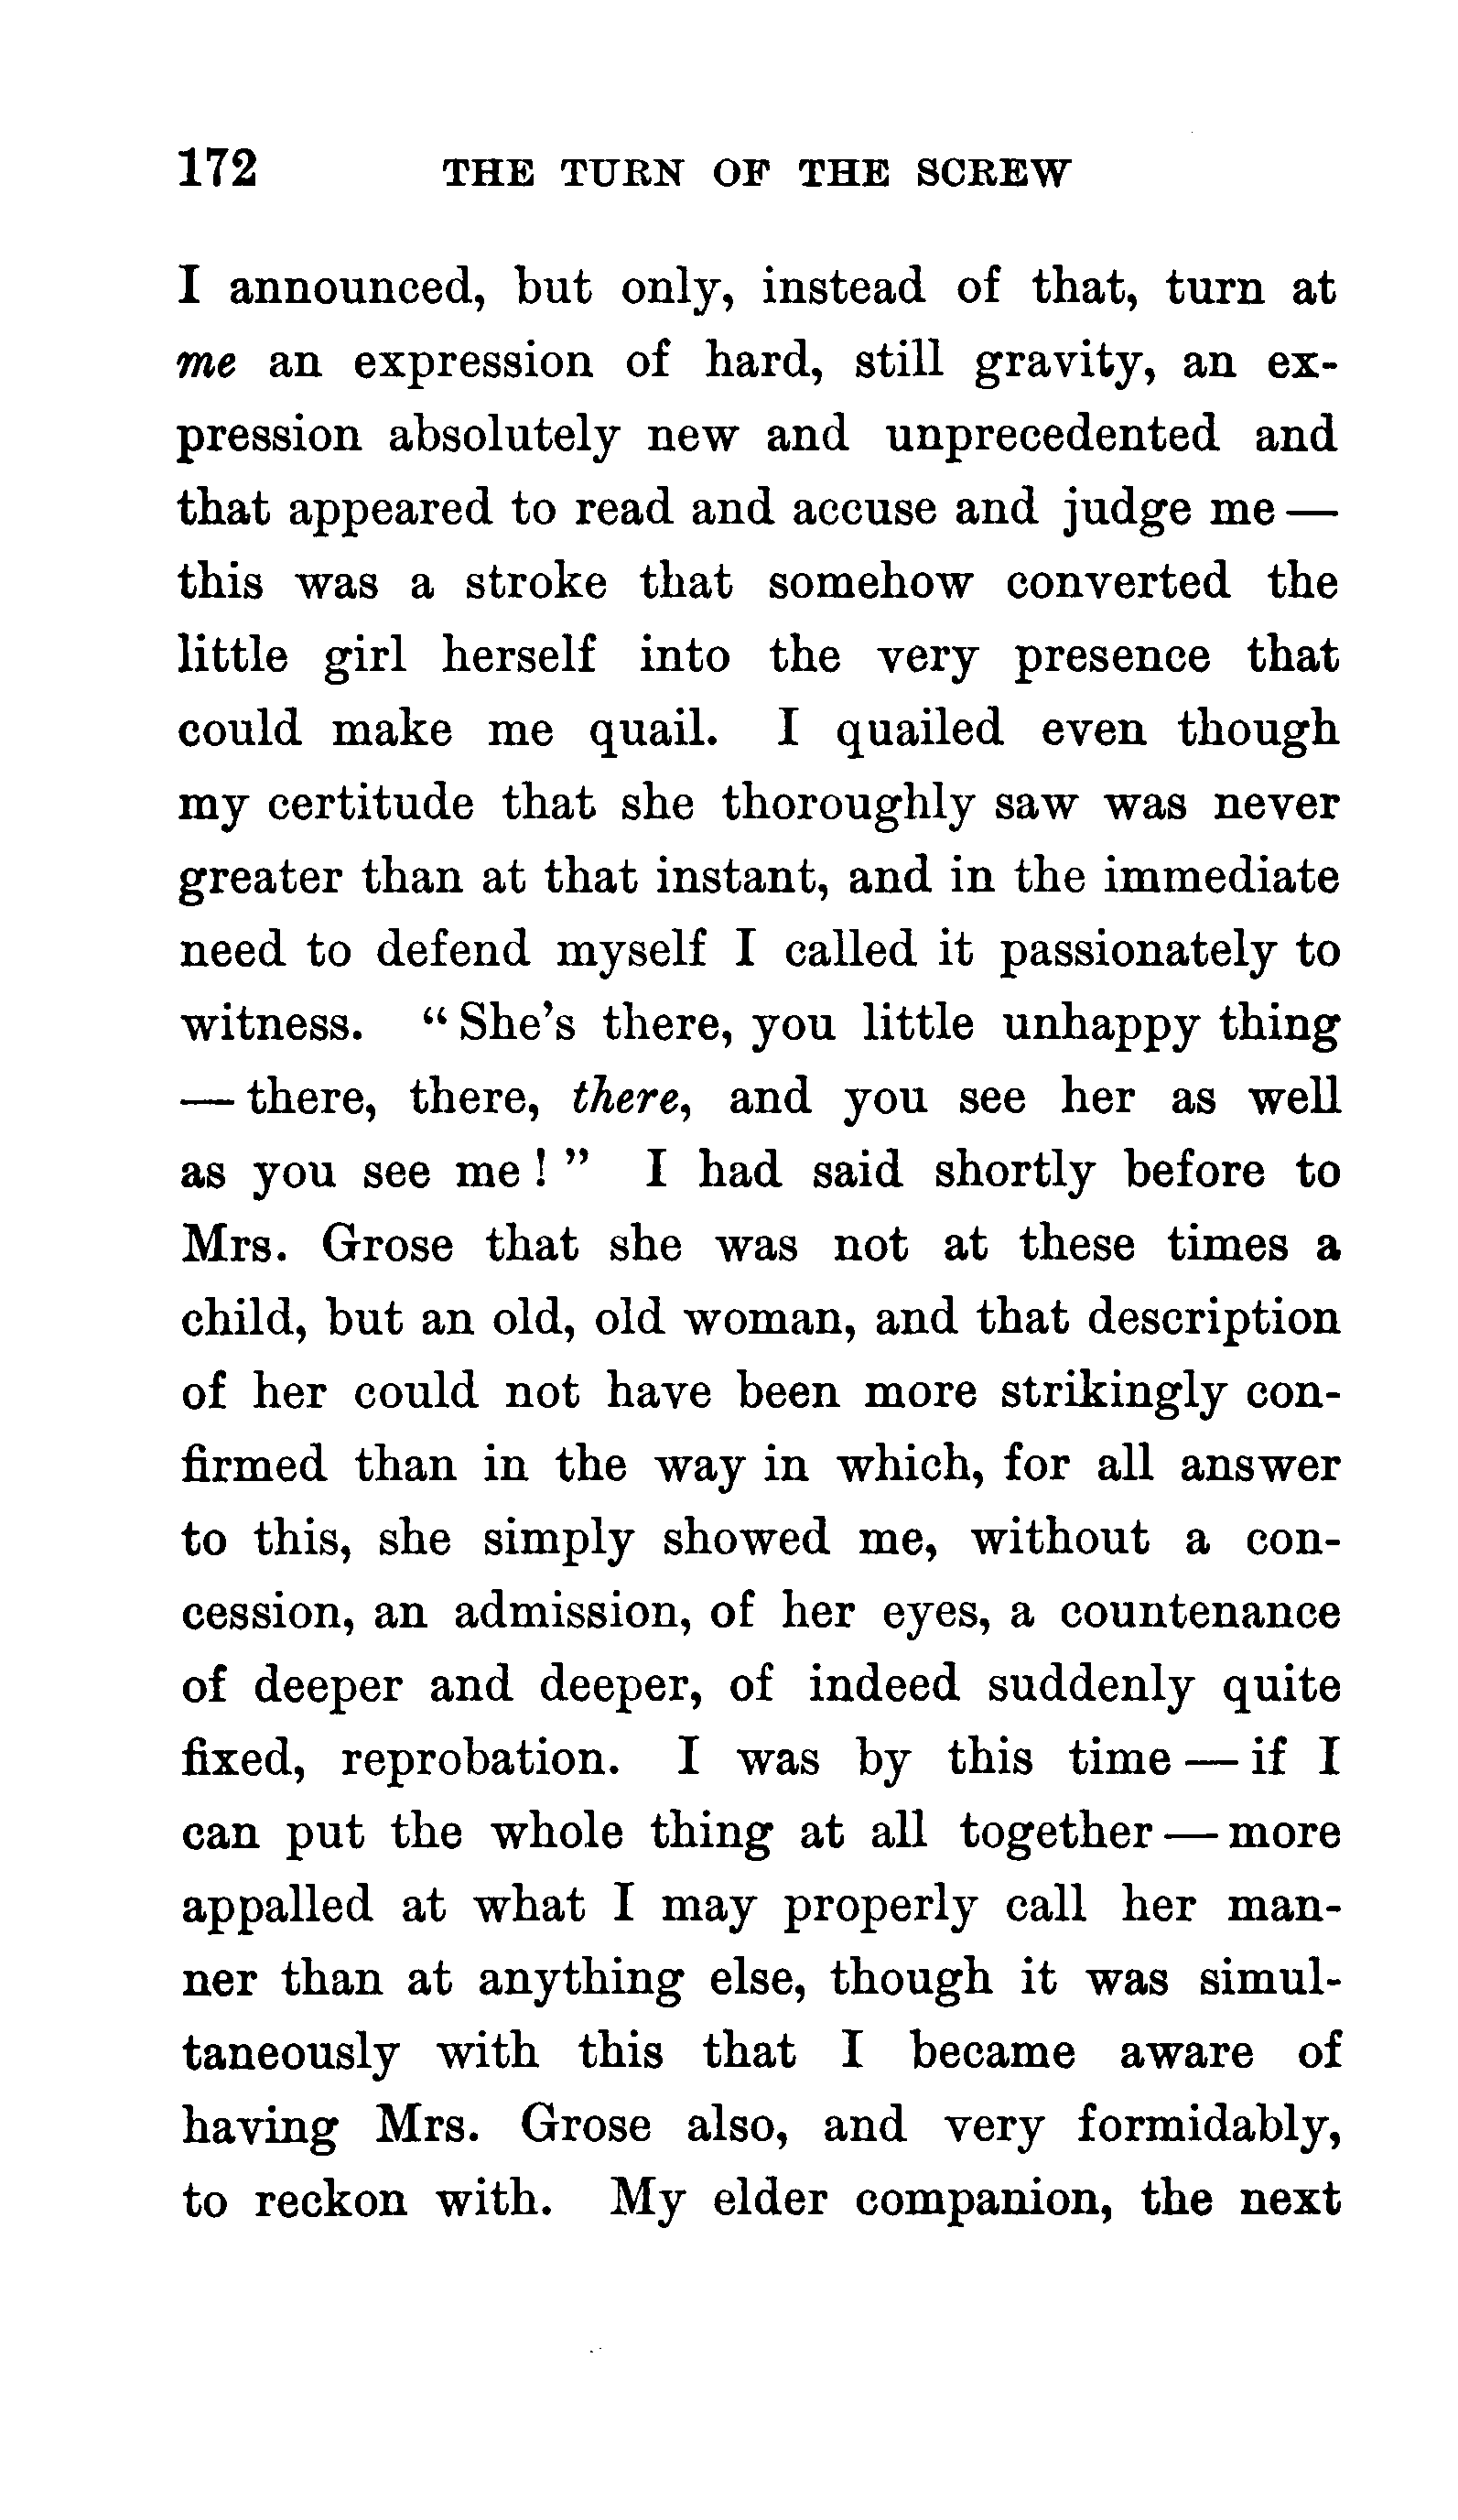 172 THE TURN OF THE SCREW
I announced, but only, instead of that, turn at
me an expression of hard, still gravity, an ex-
pression absolutely new and unprecedented and
that appeared to read and accuse and judge me —
this was a stroke that somehow converted the
little girl herself into the very presence that
could make me quail. I quailed even though
my certitude that she thoroughly saw was never
greater than at that instant, and in the immediate
need to defend myself I called it passionately to
witness. “ She’s there, you little unhappy thing
— there, there, there, and you see her as well
as you see me ! ” I had said shortly before to
Mrs. Grose that she was not at these times a
child, but an old, old woman, and that description
of her could not have been more strikingly con-
firmed than in the way in which, for all answer
to this, she simply showed me, without a con-
cession, an admission, of her eyes, a countenance
of deeper and deeper, of indeed suddenly quite
fixed, reprobation. I was by this time — if I
can put the whole thing at all together — more
appalled at what I may properly call her man-
ner than at anything else, though it was simul-
taneously with this that I became aware of
having Mrs. Grose also, and very formidably,
to reckon with. My elder companion, the next